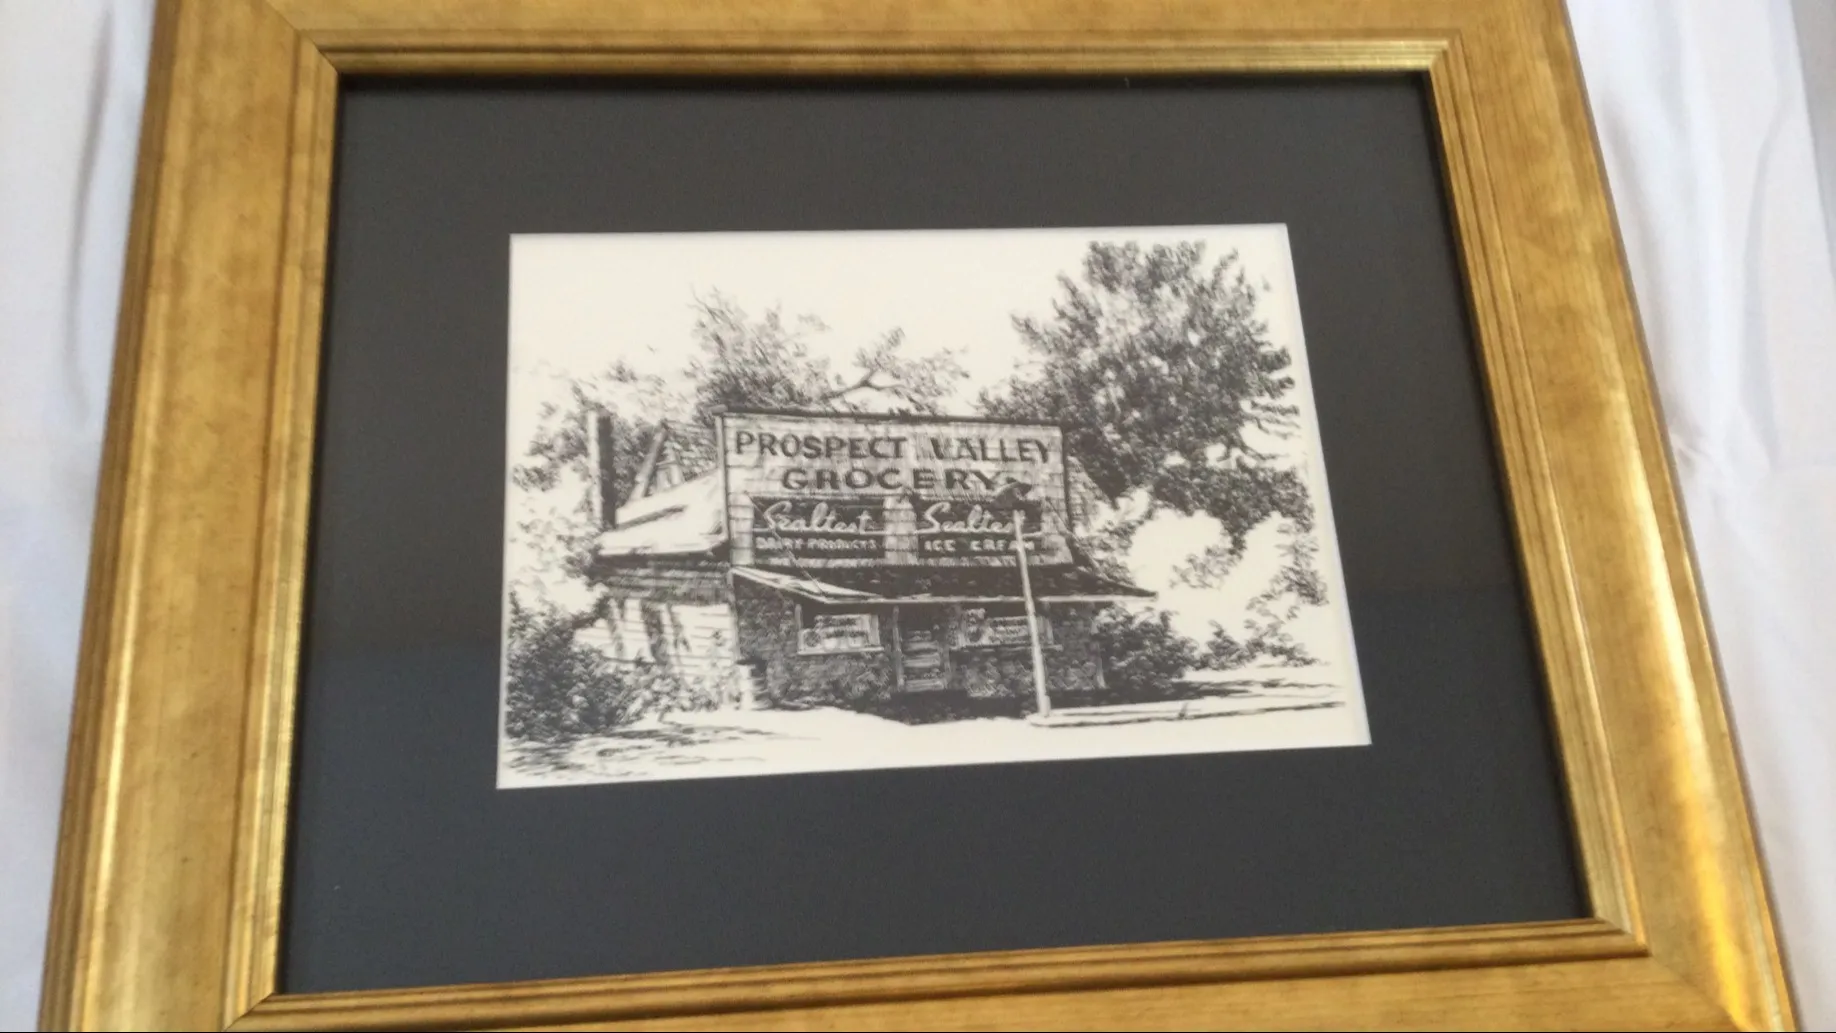 PROSPECT VALLEY
GROCERY
Sealtest Sealtest
DAIRY PRODUCTS ICE CREAM